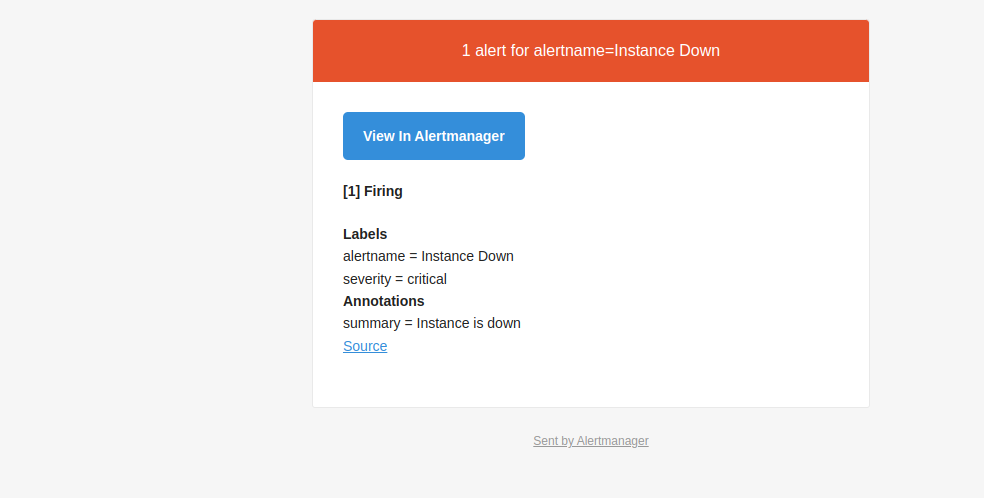 1 alert for alertname=Instance Down
View In Alertmanager
[1] Firing
Labels
alertname = Instance Down
severity = critical
Annotations
summary = Instance is down
Source
Sent by Alertmanager